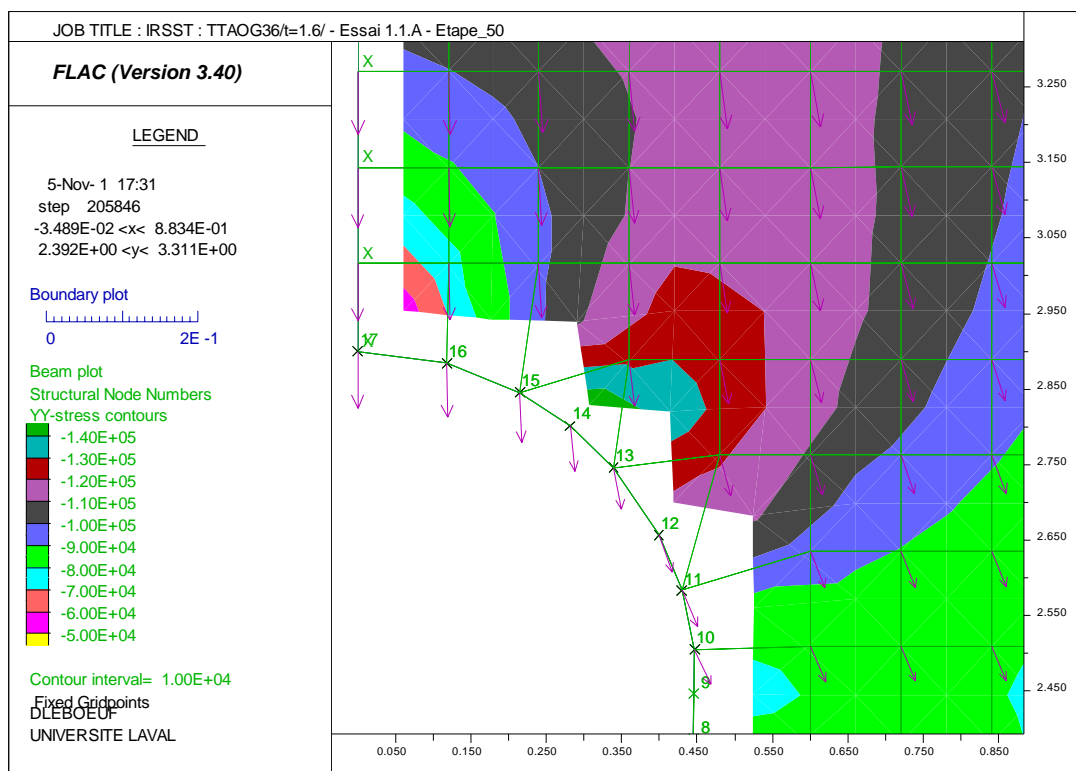 JOB TITLE : IRSST : TTAOG36/t=1.6/ - Essai 1.1.A - Etape_50
FLAC (Version 3.40)
LEGEND
5-Nov- 1 17:31
step 205846
-3.489E-02 <x< 8.834E-01
2.392E+00 <y< 3.311E+00
Boundary plot
0 2E -1
Beam plot
Structural Node Numbers
YY-stress contours
-1.40E+05
-1.30E+05
-1.20E+05
-1.10E+05
-1.00E+05
-9.00E+04
-8.00E+04
-7.00E+04
-6.00E+04
-5.00E+04
Contour interval= 1.00E+04
Fixed Gridpoints
DLEBOEUF
UNIVERSITE LAVAL
X
X
X
X
17
16
15
14
13
12
11
10
9
8
3.250
3.150
3.050
2.950
2.850
2.750
2.650
2.550
2.450
0.050 0.150 0.250 0.350 0.450 0.550 0.650 0.750 0.850